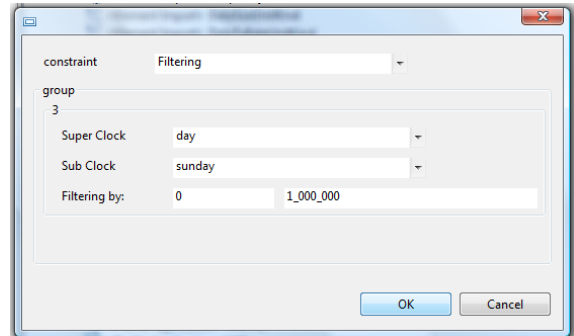 constraint Filtering
group
3
Super Clock day
Sub Clock sunday
Filtering by: 0 1_000_000
OK Cancel